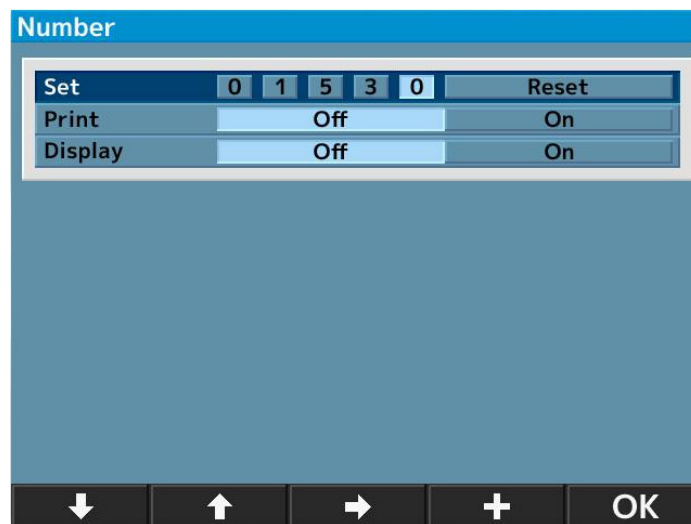 Number
Set 0 1 5 3 0 Reset
Print Off On
Display Off On
OK